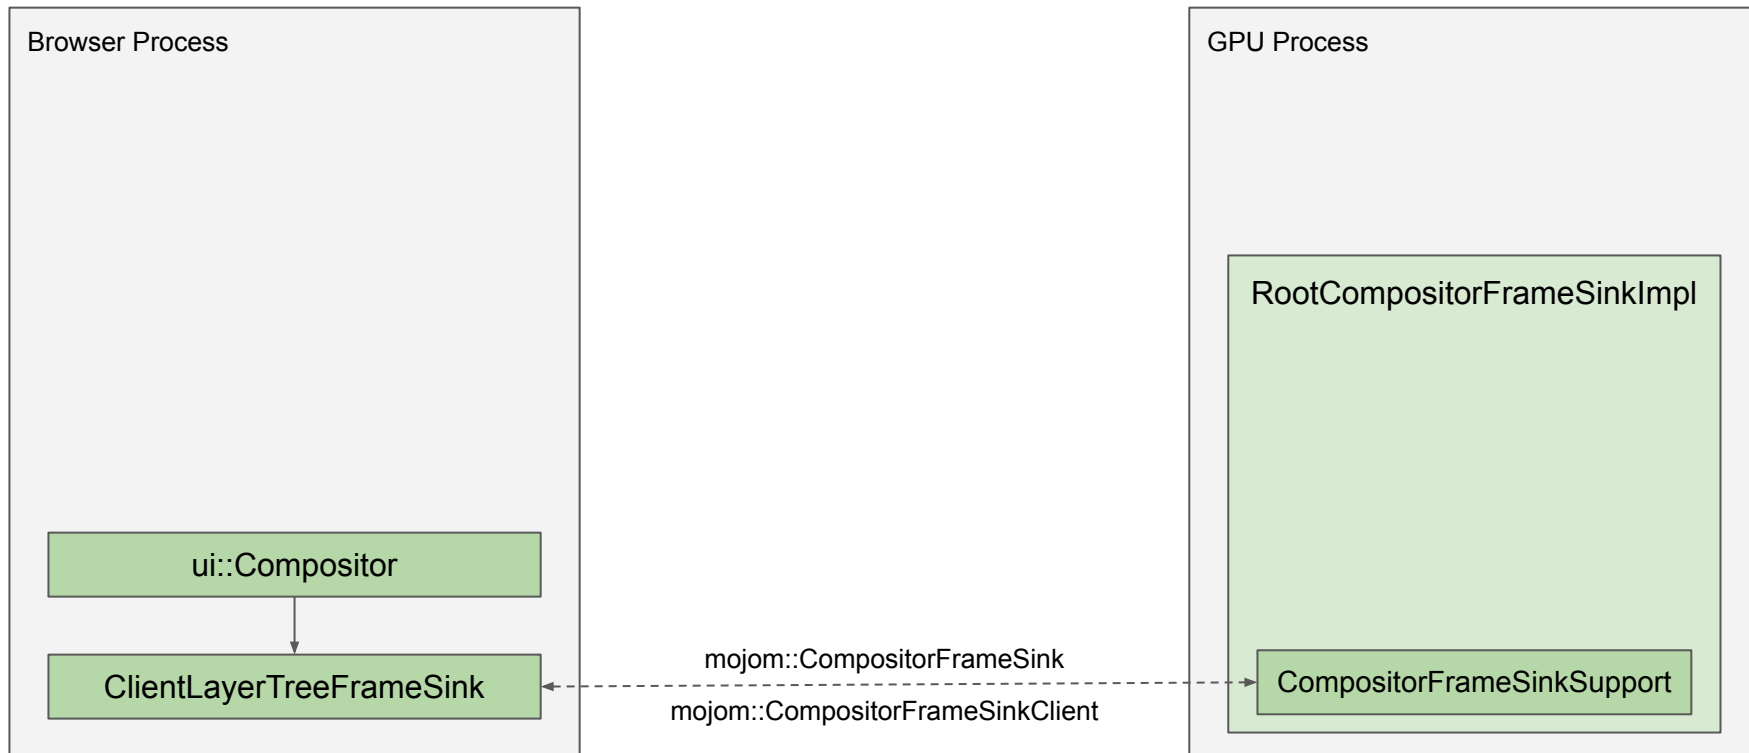 Browser Process
GPU Process
RootCompositorFrameSinkImpl
ui::Compositor
mojom::CompositorFrameSink
ClientLayerTreeFrameSink
CompositorFrameSinkSupport
mojom::CompositorFrameSinkClient